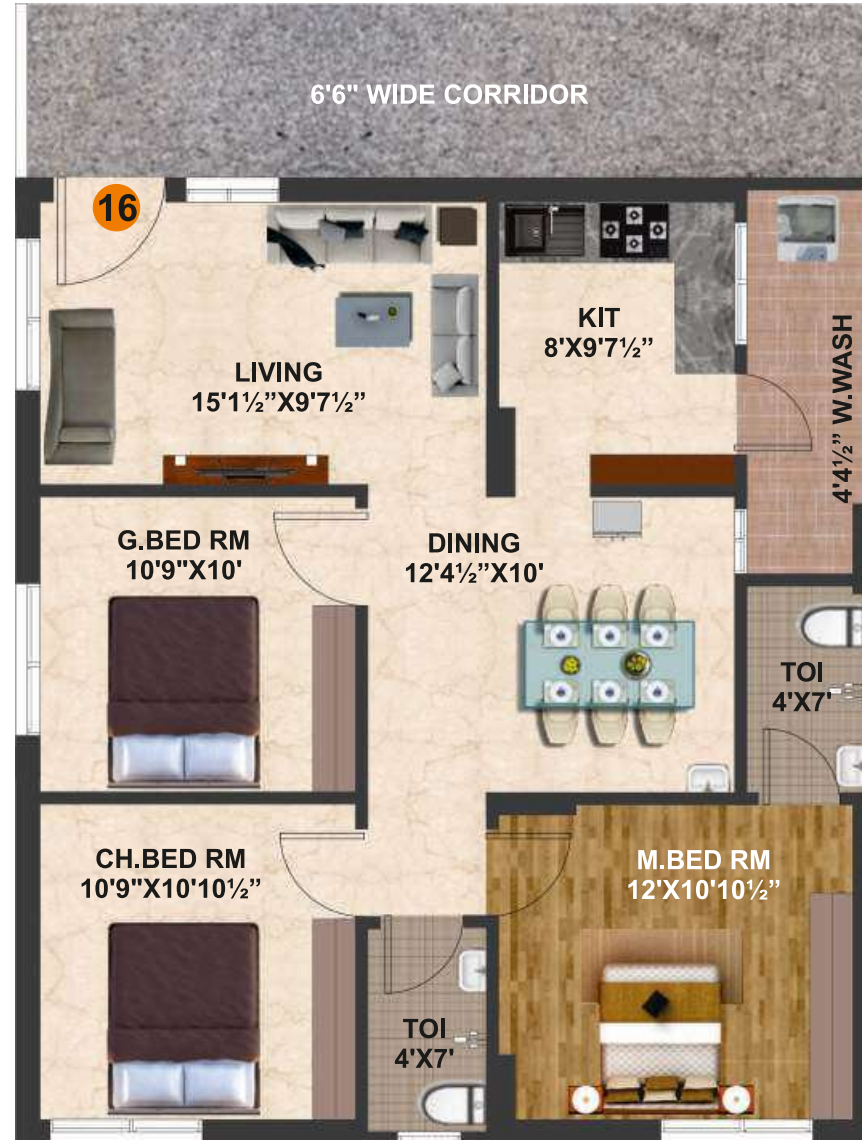 6'6" WIDE CORRIDOR
16
KIT
8'X9'7½”
LIVING
15'1½”X9'7½”
4'4½” W.WASH
G.BED RM
10'9"X10'
DINING
12'4½”X10'
TOI
4'X7'
CH.BED RM
10'9"X10'10½”
M.BED RM
12'X10'10½”
TOI
4'X7'